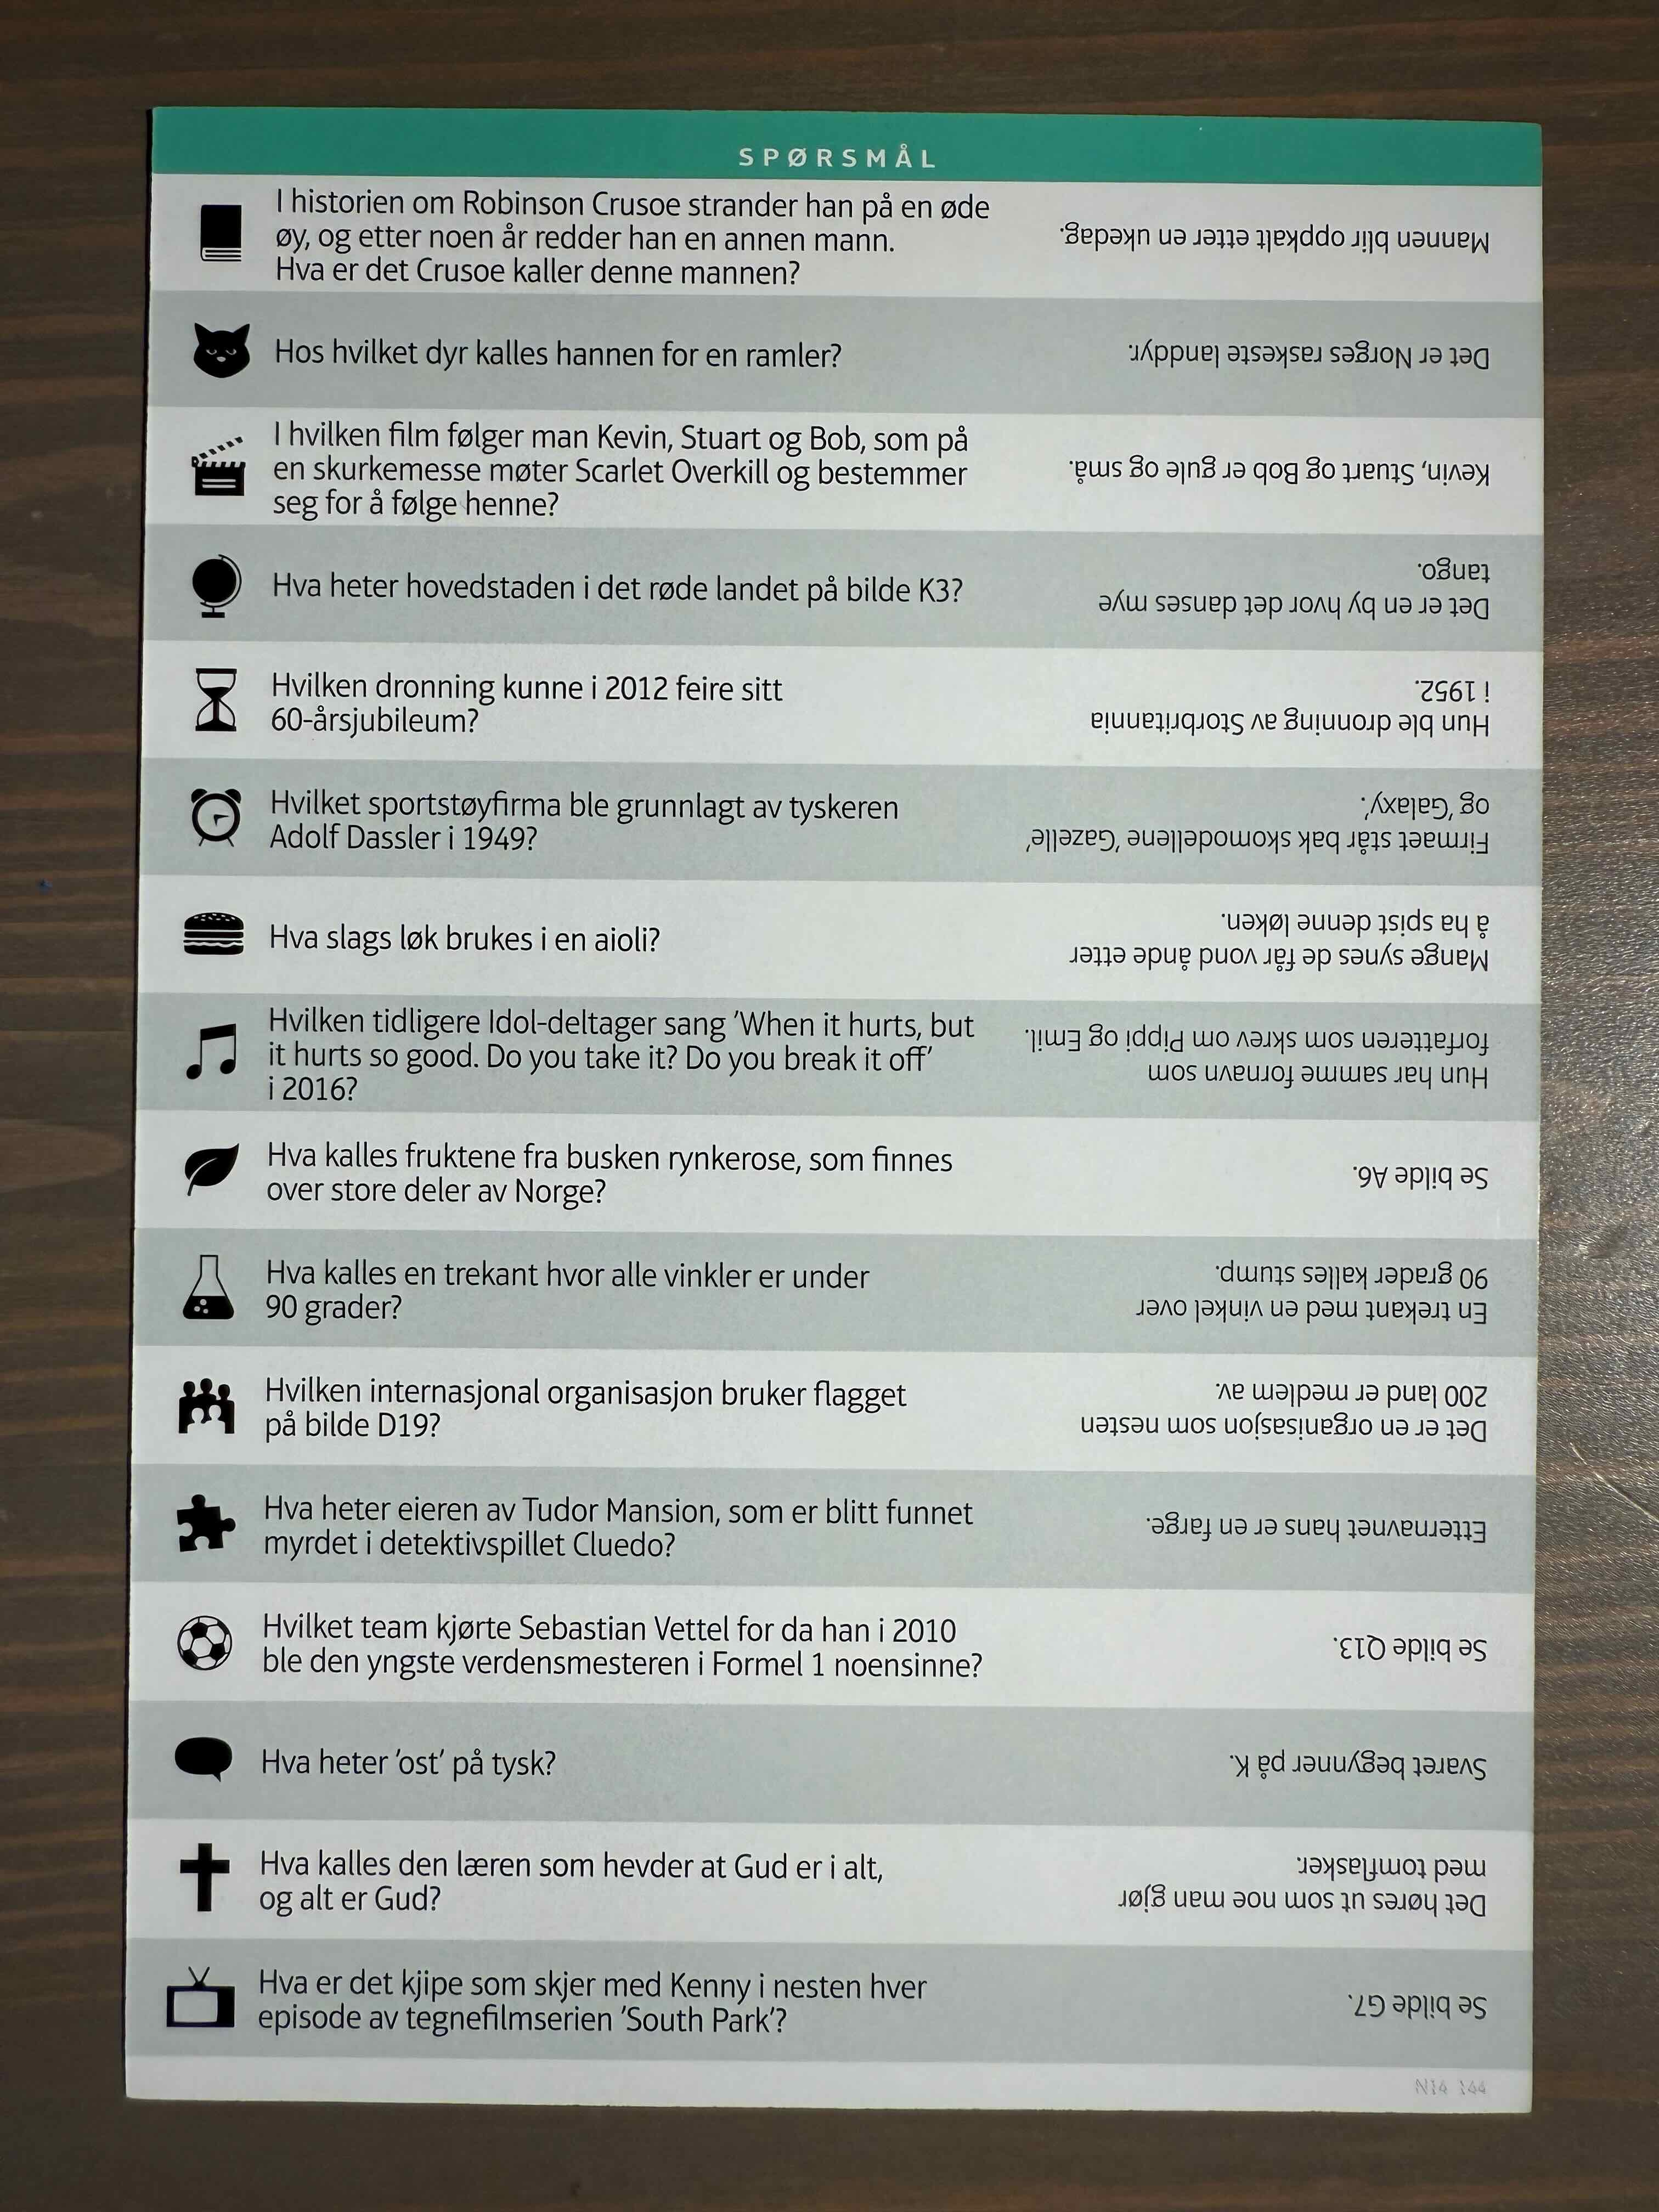 SPØRSMÅL
I historien om Robinson Crusoe strander han på en øde
øy, og etter noen år redder han en annen mann.
Hva er det Crusoe kaller denne mannen?
Mannen blir oppkalt etter en ukedag.
Hos hvilket dyr kalles hannen for en ramler?
Det er Norges raskeste landdyr.
I hvilken film følger man Kevin, Stuart og Bob, som på
en skurkemesse møter Scarlet Overkill og bestemmer
seg for å følge henne?
Kevin, Stuart og Bob er gule og små.
Hva heter hovedstaden i det røde landet på bilde K3?
Det er en by hvor det danses mye
tango.
Hvilken dronning kunne i 2012 feire sitt
60-årsjubileum?
Hun ble dronning av Storbritannia
i 1952.
Hvilket sportstøyfirma ble grunnlagt av tyskeren
Adolf Dassler i 1949?
Firmaet står bak skomodellene 'Gazelle'
og 'Galaxy'.
Hva slags løk brukes i en aioli?
Mange synes de får vond ånde etter
å ha spist denne løken.
Hvilken tidligere Idol-deltager sang 'When it hurts, but
it hurts so good. Do you take it? Do you break it off'
i 2016?
Hun har samme fornavn som
forfatteren som skrev om Pippi og Emil.
Hva kalles fruktene fra busken rynkerose, som finnes
over store deler av Norge?
Se bilde A6.
Hva kalles en trekant hvor alle vinkler er under
90 grader?
En trekant med en vinkel over
90 grader kalles stump.
Hvilken internasjonal organisasjon bruker flagget
på bilde D19?
Det er en organisasjon som nesten
200 land er medlem av.
Hva heter eieren av Tudor Mansion, som er blitt funnet
myrdet i detektivspillet Cluedo?
Etternavnet hans er en farge.
Hvilket team kjørte Sebastian Vettel for da han i 2010
ble den yngste verdensmesteren i Formel 1 noensinne?
Se bilde Q13.
Hva heter 'ost' på tysk?
Svaret begynner på K.
Hva kalles den læren som hevder at Gud er i alt,
og alt er Gud?
Det høres ut som noe man gjør
med tomflasker.
Hva er det kjipe som skjer med Kenny i nesten hver
episode av tegnefilmserien 'South Park'?
Se bilde G7.
N14 144